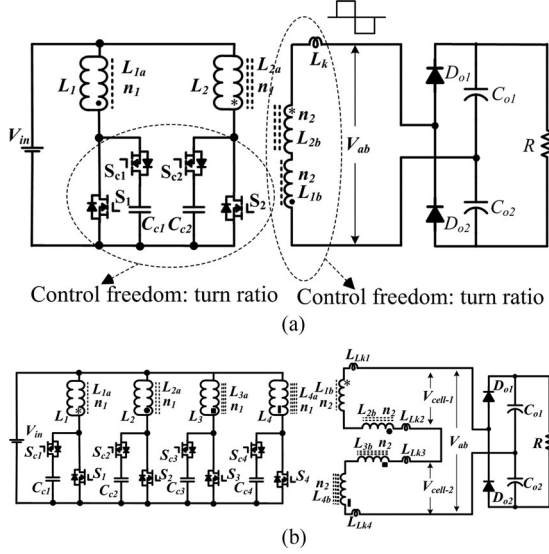 L1 L1a n1
L2 L2a n1
Lk
Vin
n2 L2b
n2 L1b
Vab
Do1
Do2
Co1
Co2
R
Sc1
Sc2
S1
S2
Cc1 Cc2
Control freedom: turn ratio
Control freedom: turn ratio
(a)
Vin
L1 L1a n1
L2 L2a n1
L3 L3a n1
L4 L4a n1
Sc1 Sc2 Sc3 Sc4
S1 S2 S3 S4
Cc1 Cc2 Cc3 Cc4
LLk1
L1b n2
L2b n2 LLk2
L3b n2 LLk3
n2 L4b
LLk4
Vcell-1
Vcell-2
Vab
Do1
Do2
Co1
Co2
R
(b)